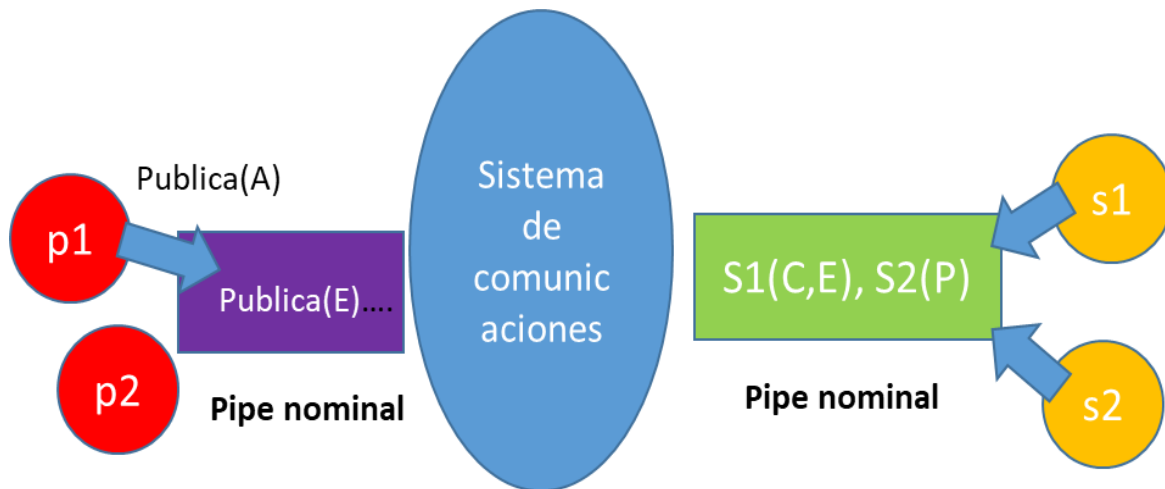 Publica(A)
p1
Publica(E)....
p2
Pipe nominal
Sistema
de
comunic
aciones
S1(C,E), S2(P)
Pipe nominal
s1
s2